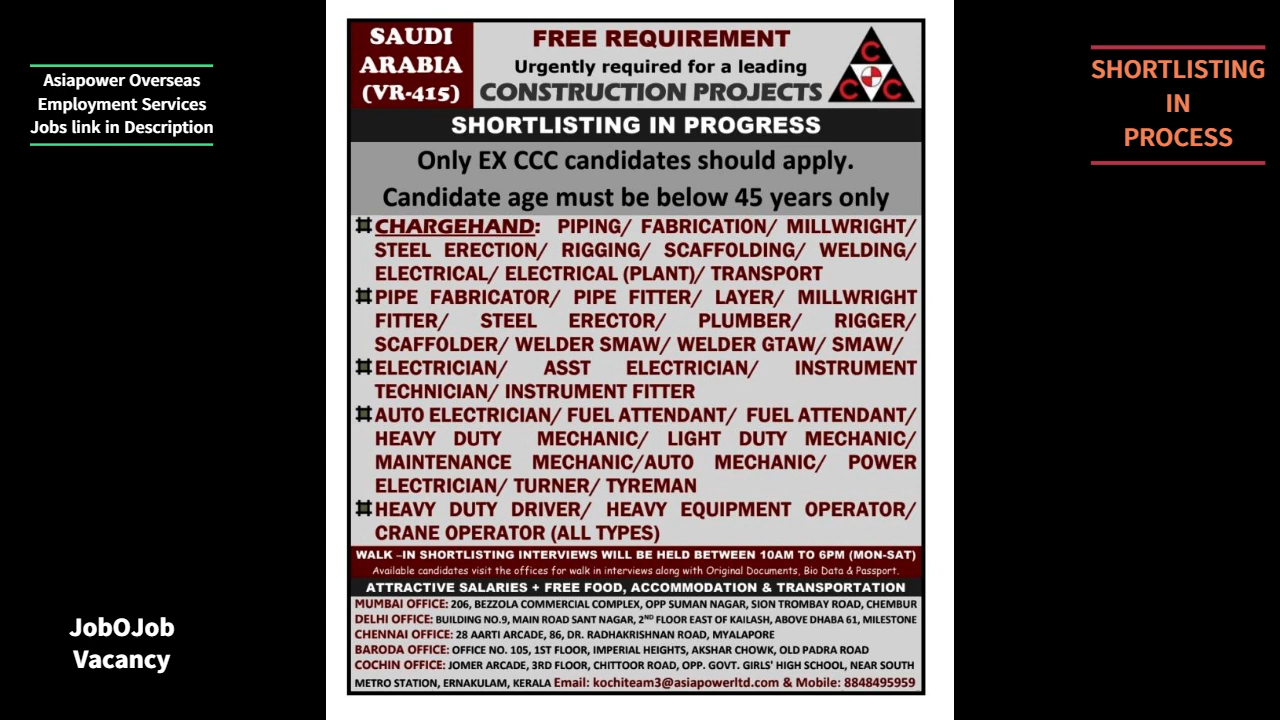 Asiapower Overseas
Employment Services
Jobs link in Description
SAUDI
ARABIA
(VR-415)
FREE REQUIREMENT
Urgently required for a leading
CONSTRUCTION PROJECTS
C
C C
SHORTLISTING
IN
PROCESS
SHORTLISTING IN PROGRESS
Only EX CCC candidates should apply.
Candidate age must be below 45 years only
CHARGEHAND: PIPING/ FABRICATION/ MILLWRIGHT/
STEEL ERECTION/ RIGGING/ SCAFFOLDING/ WELDING/
ELECTRICAL/ ELECTRICAL (PLANT)/ TRANSPORT
PIPE FABRICATOR/ PIPE FITTER/ LAYER/ MILLWRIGHT
FITTER/ STEEL ERECTOR/ PLUMBER/ RIGGER/
SCAFFOLDER/ WELDER SMAW/ WELDER GTAW/ SMAW/
ELECTRICIAN/ ASST ELECTRICIAN/ INSTRUMENT
TECHNICIAN/ INSTRUMENT FITTER
AUTO ELECTRICIAN/ FUEL ATTENDANT/ FUEL ATTENDANT/
HEAVY DUTY MECHANIC/ LIGHT DUTY MECHANIC/
MAINTENANCE MECHANIC/AUTO MECHANIC/ POWER
ELECTRICIAN/ TURNER/ TYREMAN
HEAVY DUTY DRIVER/ HEAVY EQUIPMENT OPERATOR/
CRANE OPERATOR (ALL TYPES)
WALK –IN SHORTLISTING INTERVIEWS WILL BE HELD BETWEEN 10AM TO 6PM (MON-SAT)
Available candidates visit the offices for walk in interviews along with Original Documents, Bio Data & Passport.
ATTRACTIVE SALARIES + FREE FOOD, ACCOMMODATION & TRANSPORTATION
MUMBAI OFFICE: 206, BEZZOLA COMMERCIAL COMPLEX, OPP SUMAN NAGAR, SION TROMBAY ROAD, CHEMBUR
DELHI OFFICE: BUILDING NO.9, MAIN ROAD SANT NAGAR, 2ND FLOOR EAST OF KAILASH, ABOVE DHABA 61, MILESTONE
CHENNAI OFFICE: 28 AARTI ARCADE, 86, DR. RADHAKRISHNAN ROAD, MYALAPORE
BARODA OFFICE: OFFICE NO. 105, 1ST FLOOR, IMPERIAL HEIGHTS, AKSHAR CHOWK, OLD PADRA ROAD
COCHIN OFFICE: JOMER ARCADE, 3RD FLOOR, CHITTOOR ROAD, OPP. GOVT. GIRLS' HIGH SCHOOL, NEAR SOUTH
METRO STATION, ERNAKULAM, KERALA Email: kochiteam3@asiapowerltd.com & Mobile: 8848495959
JobOJob
Vacancy